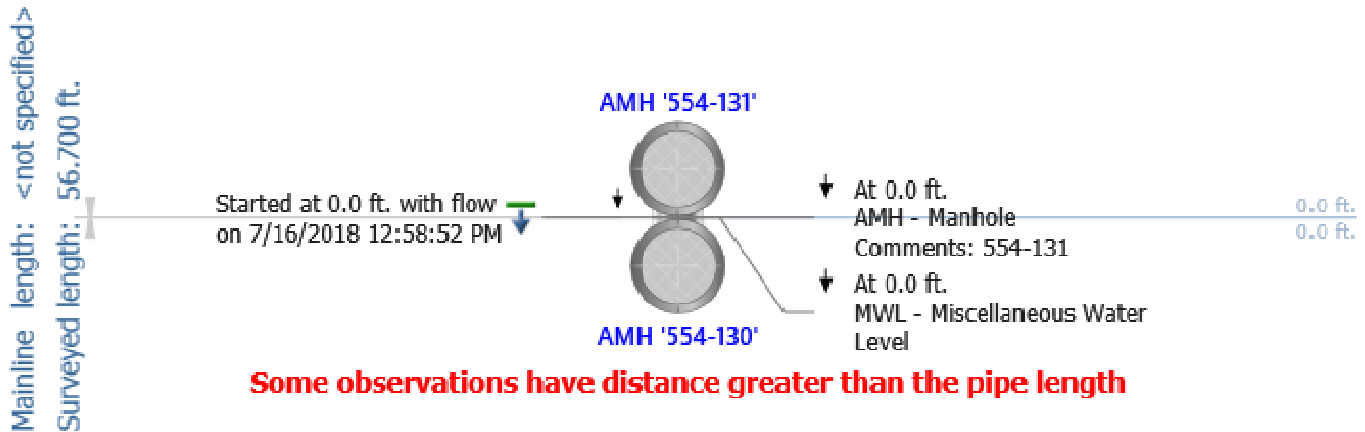 Mainline length: <not specified>
Surveyed length: 56.700 ft.
AMH '554-131'
Started at 0.0 ft. with flow
on 7/16/2018 12:58:52 PM
At 0.0 ft.
AMH - Manhole
Comments: 554-131
0.0 ft.
0.0 ft.
At 0.0 ft.
MWL - Miscellaneous Water
Level
AMH '554-130'
Some observations have distance greater than the pipe length